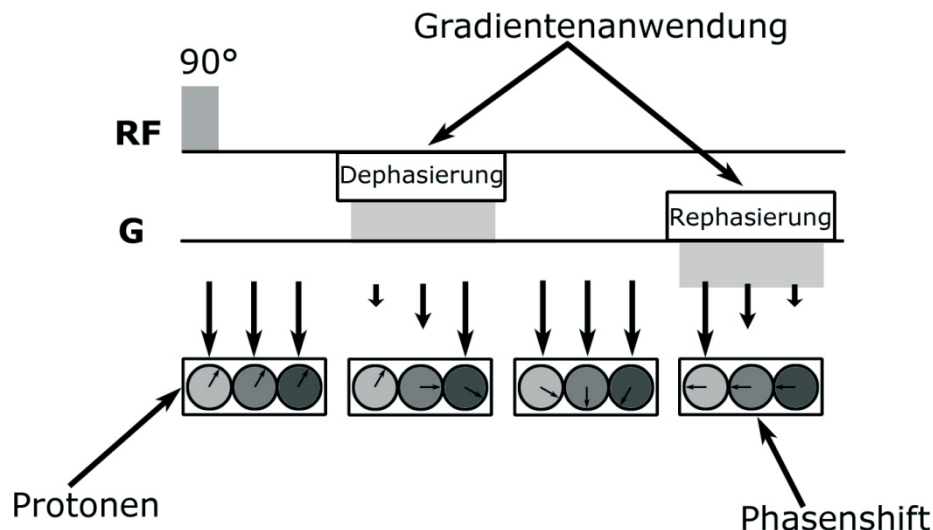 Gradientenanwendung
90°
RF
Dephasierung
Rephasierung
G
Protonen
Phasenshift